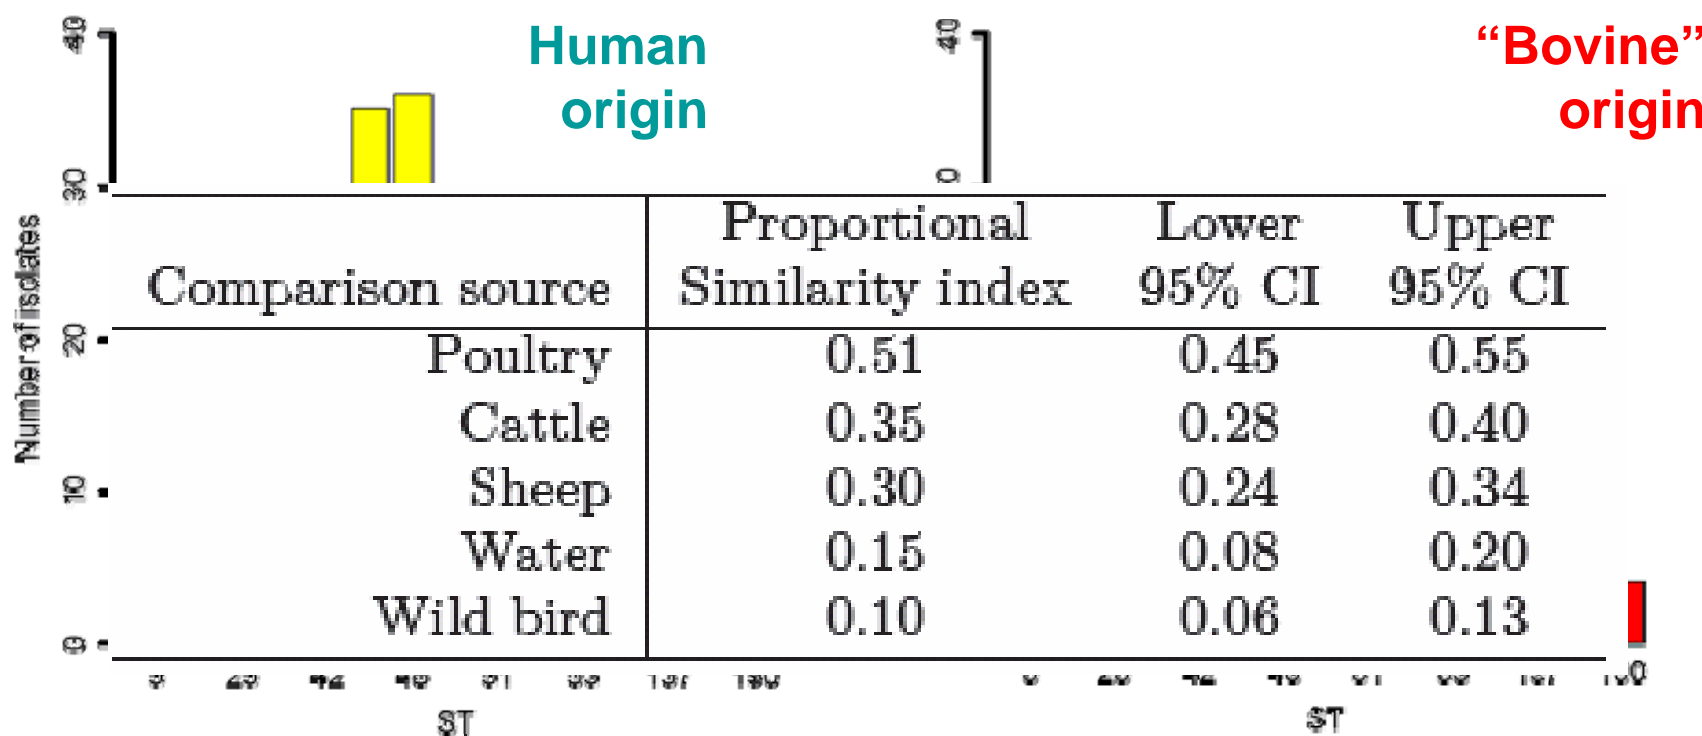 Human
origin
“Bovine”
origin
40
40
30
20
10
0
Number of isolates
Proportional Lower Upper
Comparison source Similarity index 95% CI 95% CI
Poultry 0.51 0.45 0.55
Cattle 0.35 0.28 0.40
Sheep 0.30 0.24 0.34
Water 0.15 0.08 0.20
Wild bird 0.10 0.06 0.13
ST
ST